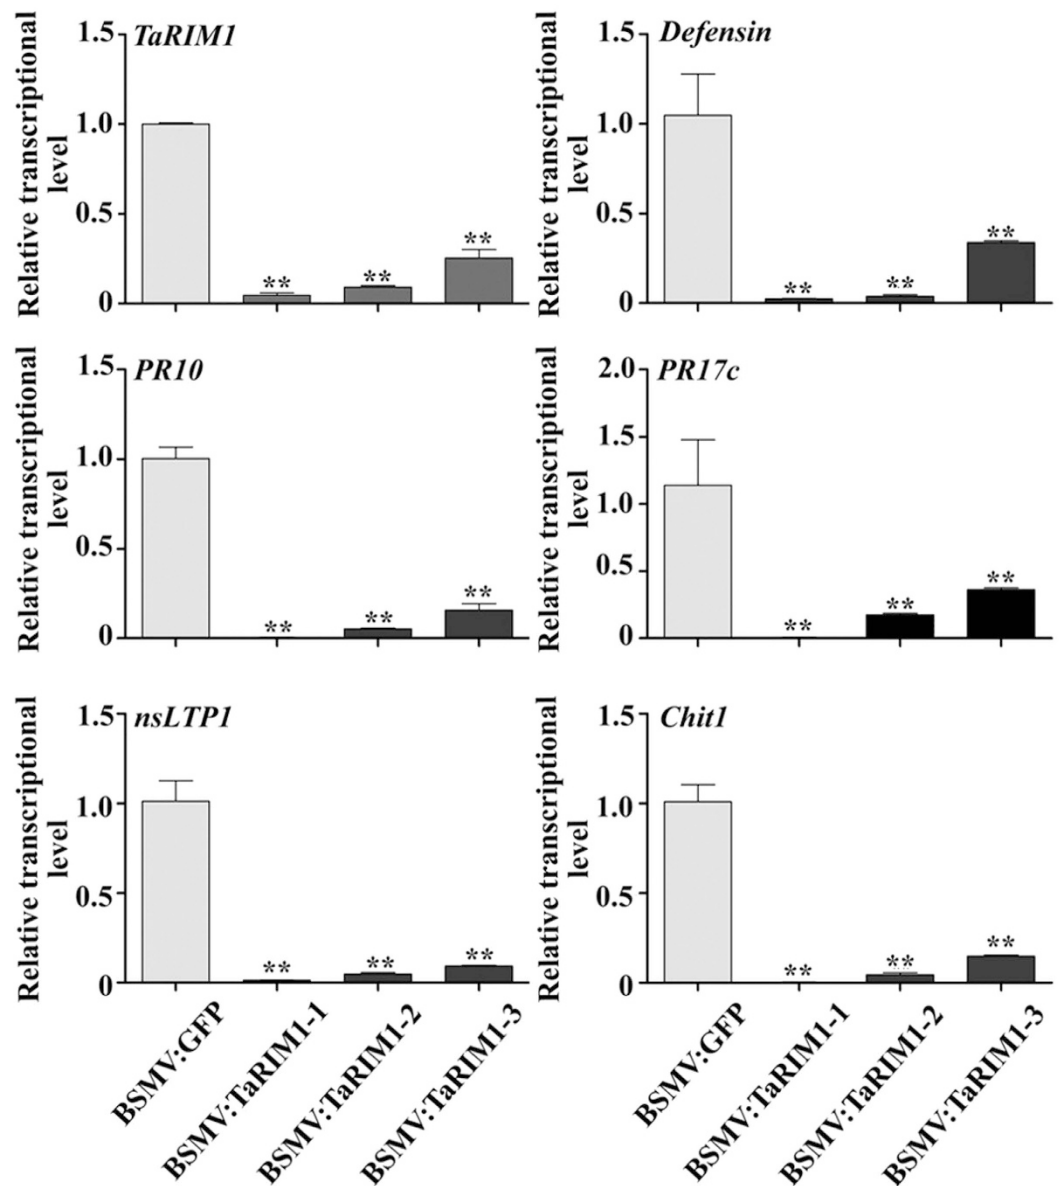 TaRIM1
Relative transcriptional
level
1.5
1.0
0.5
0
**
**
**
Defensin
Relative transcriptional
level
1.5
1.0
0.5
0
**
**
**
PR10
Relative transcriptional
level
1.5
1.0
0.5
0
**
**
**
PR17c
Relative transcriptional
level
2.0
1.5
1.0
0.5
0
**
**
**
nsLTP1
Relative transcriptional
level
1.5
1.0
0.5
0
**
**
**
Chit1
Relative transcriptional
level
1.5
1.0
0.5
0
**
**
**
BSMV:GFP
BSMV:TaRIM1-1
BSMV:TaRIM1-2
BSMV:TaRIM1-3
BSMV:GFP
BSMV:TaRIM1-1
BSMV:TaRIM1-2
BSMV:TaRIM1-3